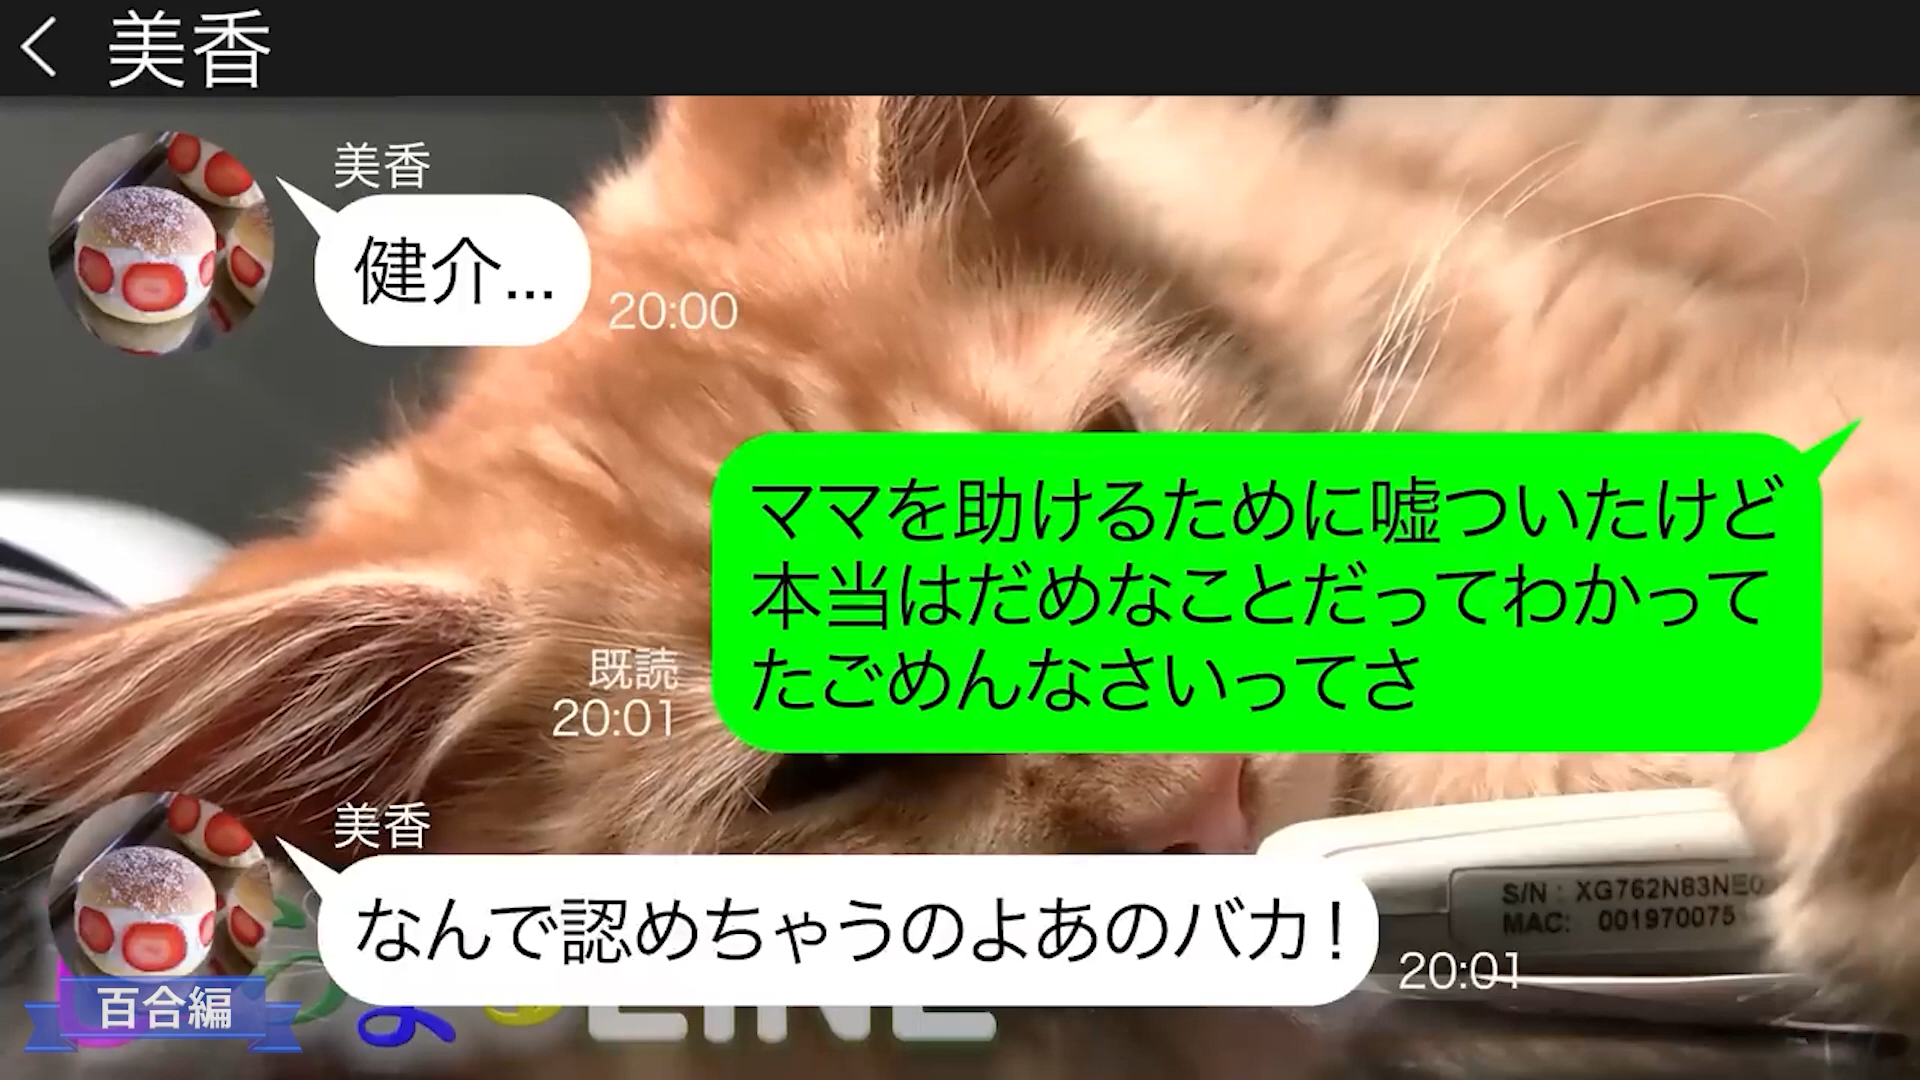 美香
美香
健介...
20:00
ママを助けるために嘘ついたけど
本当はだめなことだってわかって
たごめんなさいってさ
既読
20:01
美香
なんで認めちゃうのよあのバカ!
20:01
S/N : XG762N83NE0
MAC: 001970075
百合編
LINE